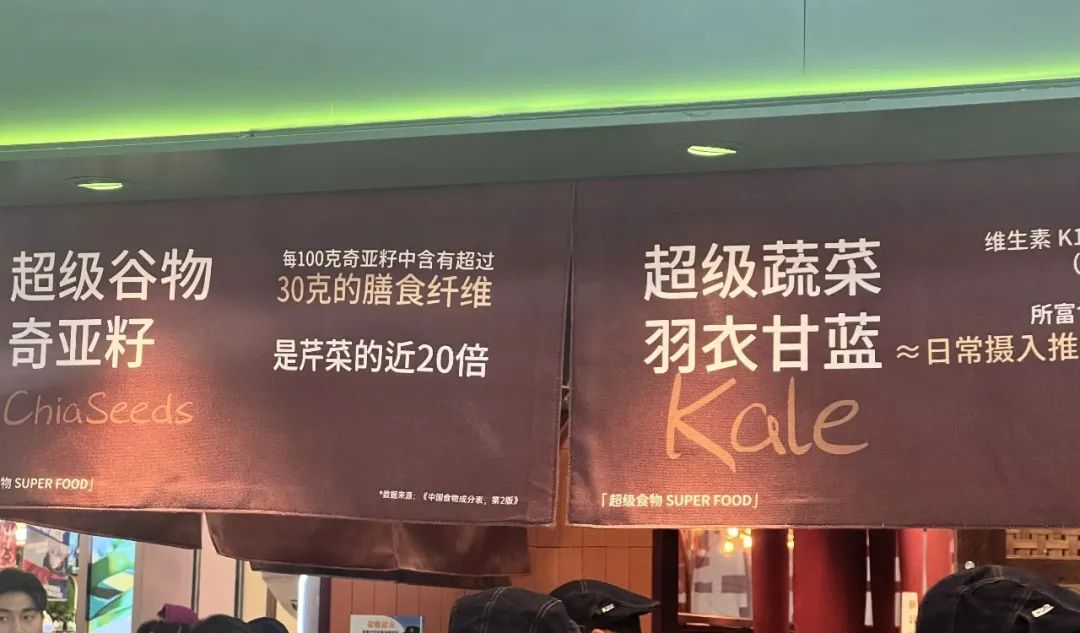 超级谷物
奇亚籽
ChiaSeeds
每100克奇亚籽中含有超过
30克的膳食纤维
是芹菜的近20倍
物 SUPER FOOD」
*数据来源:《中国食物成分表,第2版》
超级蔬菜
羽衣甘蓝
Kale
维生素 K1
所富
≈日常摄入推
「超级食物 SUPER FOOD」